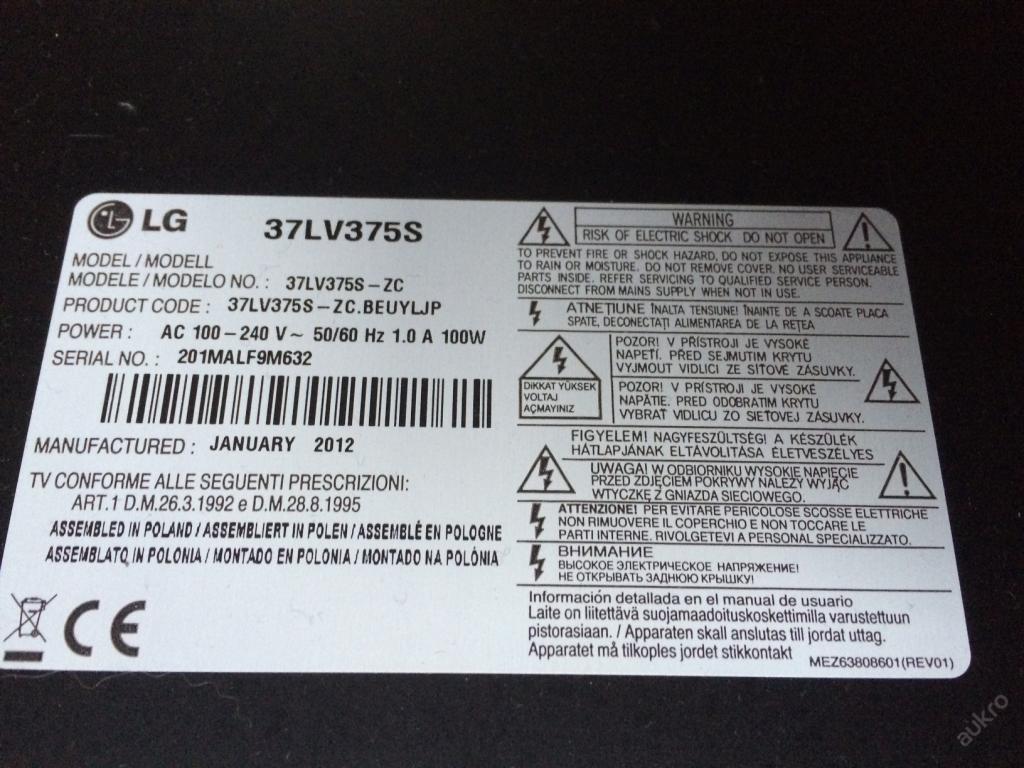 LG 37LV375S
MODEL / MODELL
MODELE / MODELO NO. : 37LV375S-ZC
PRODUCT CODE : 37LV375S-ZC.BEUYLJP
POWER : AC 100-240 V~ 50/60 Hz 1.0 A 100W
SERIAL NO. : 201MALF9M632
MANUFACTURED : JANUARY 2012
TV CONFORME ALLE SEGUENTI PRESCRIZIONI:
ART.1 D.M.26.3.1992 e D.M.28.8.1995
ASSEMBLED IN POLAND / ASSEMBLIERT IN POLEN / ASSEMBLÉ EN POLOGNE
ASSEMBLATO IN POLONIA / MONTADO EN POLONIA / MONTADO NA POLÓNIA
CE
WARNING
RISK OF ELECTRIC SHOCK DO NOT OPEN
TO PREVENT FIRE OR SHOCK HAZARD, DO NOT EXPOSE THIS APPLIANCE
TO RAIN OR MOISTURE. DO NOT REMOVE COVER. NO USER SERVICEABLE
PARTS INSIDE. REFER SERVICING TO QUALIFIED SERVICE PERSON.
DISCONNECT FROM MAINS SUPPLY WHEN NOT IN USE.
ATNEȚIUNE ÎNALTA TENSIUNE! ÎNAINTE DE A SCOATE PLACA
SPATE, DECONECTAȚI ALIMENTAREA DE LA REȚEA
DIKKAT YÜKSEK
VOLTAJ
AÇMAYINIZ
POZOR! V PŘÍSTROJI JE VYSOKÉ
NAPĚTÍ. PŘED SEJMUTIM KRYTU
VYJMOUT VIDLICI ZE SÍŤOVÉ ZÁSUVKY.
POZOR! V PRÍSTROJI JE VYSOKÉ
NAPÄTIE. PRED ODOBRATIM KRYTU
VYBRAŤ VIDLICU ZO SIEŤOVEJ ZÁSUVKY.
FIGYELEM! NAGYFESZÜLTSÉG! A KÉSZÜLÉK
HÁTLAPJÁNAK ELTÁVOLITÁSA ÉLETVESZÉLYES
UWAGA! W ODBIORNIKU WYSOKIE NAPIĘCIE
PRZED ZDJĘCIEM POKRYWY NALEŻY WYJĄĆ
WTYCZKĘ Z GNIAZDA SIECIOWEGO.
ATTENZIONE! PER EVITARE PERICOLOSE SCOSSE ELETTRICHE
NON RIMUOVERE IL COPERCHIO E NON TOCCARE LE
PARTI INTERNE. RIVOLGETEVI A PERSONAL SPECIALIZZATO.
ВНИМАНИЕ
ВЫСОКОЕ ЭЛЕКТРИЧЕСКОЕ НАПРЯЖЕНИЕ!
НЕ ОТКРЫВАТЬ ЗАДНЮЮ КРЫШКУ!
Información detallada en el manual de usuario
Laite on liitettävä suojamaadoituskoskettimilla varustettuun
pistorasiaan. / Apparaten skall anslutas till jordat uttag.
Apparatet må tilkoples jordet stikkontakt
MEZ63808601(REV01)
aukro